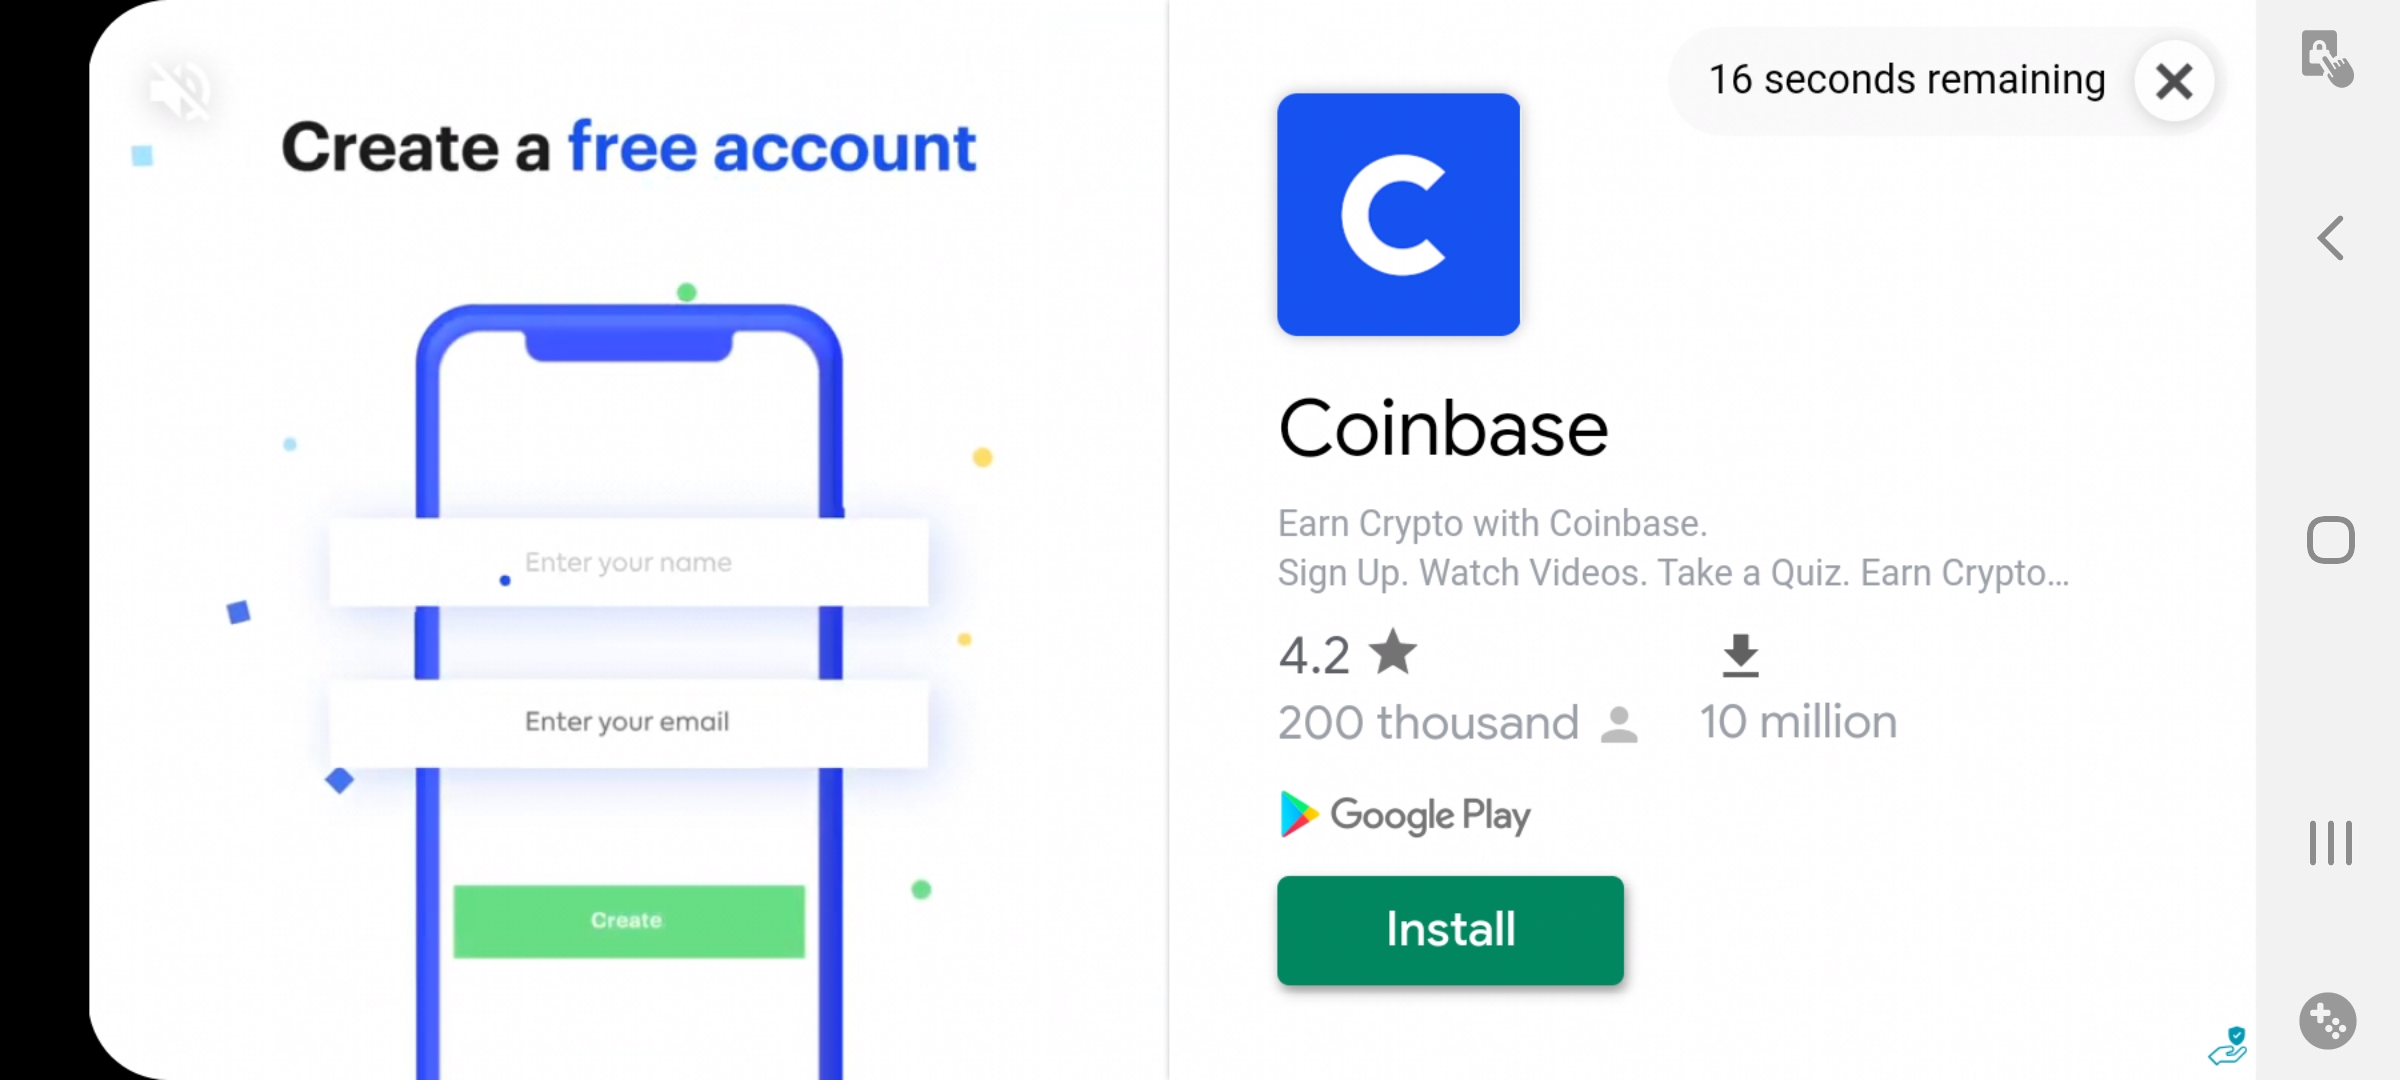 Create a free account
Enter your name
Enter your email
Create
16 seconds remaining
Coinbase
Earn Crypto with Coinbase.
Sign Up. Watch Videos. Take a Quiz. Earn Crypto...
4.2
200 thousand
10 million
Google Play
Install